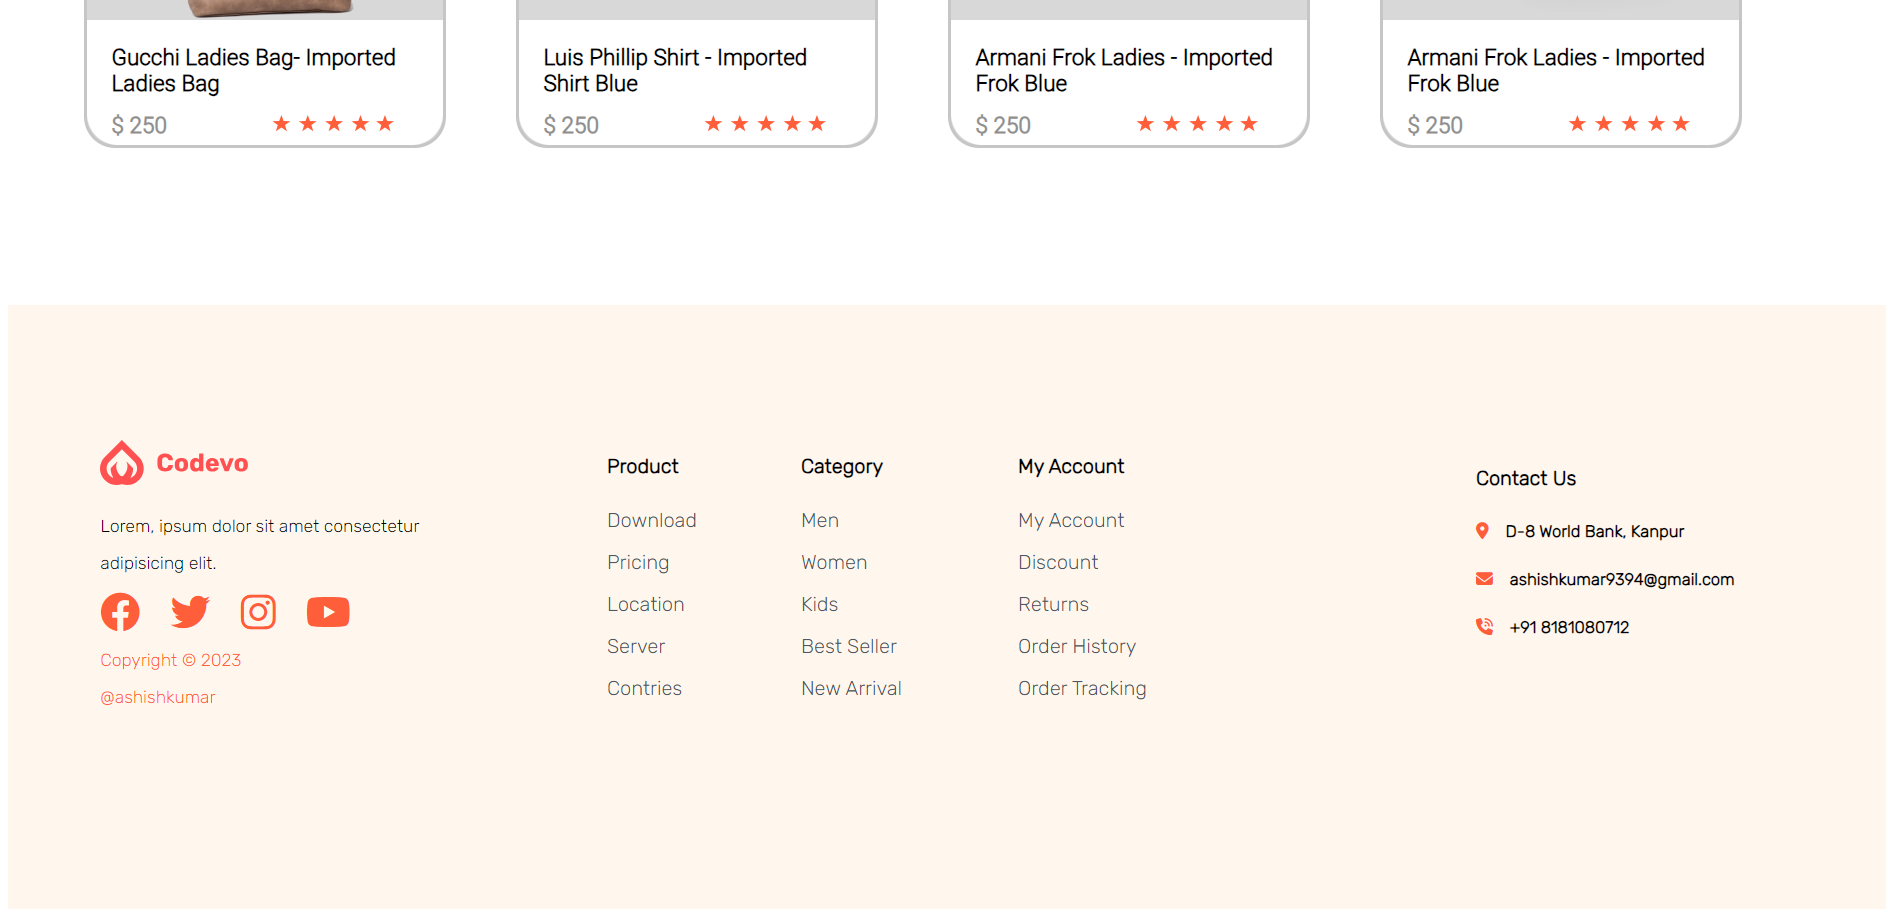 Gucchi Ladies Bag- Imported
Ladies Bag
$ 250
Luis Phillip Shirt - Imported
Shirt Blue
$ 250
Armani Frok Ladies - Imported
Frok Blue
$ 250
Armani Frok Ladies - Imported
Frok Blue
$ 250
Codevo
Lorem, ipsum dolor sit amet consectetur
adipisicing elit.
Copyright © 2023
@ashishkumar
Product
Download
Pricing
Location
Server
Contries
Category
Men
Women
Kids
Best Seller
New Arrival
My Account
My Account
Discount
Returns
Order History
Order Tracking
Contact Us
D-8 World Bank, Kanpur
ashishkumar9394@gmail.com
+91 8181080712